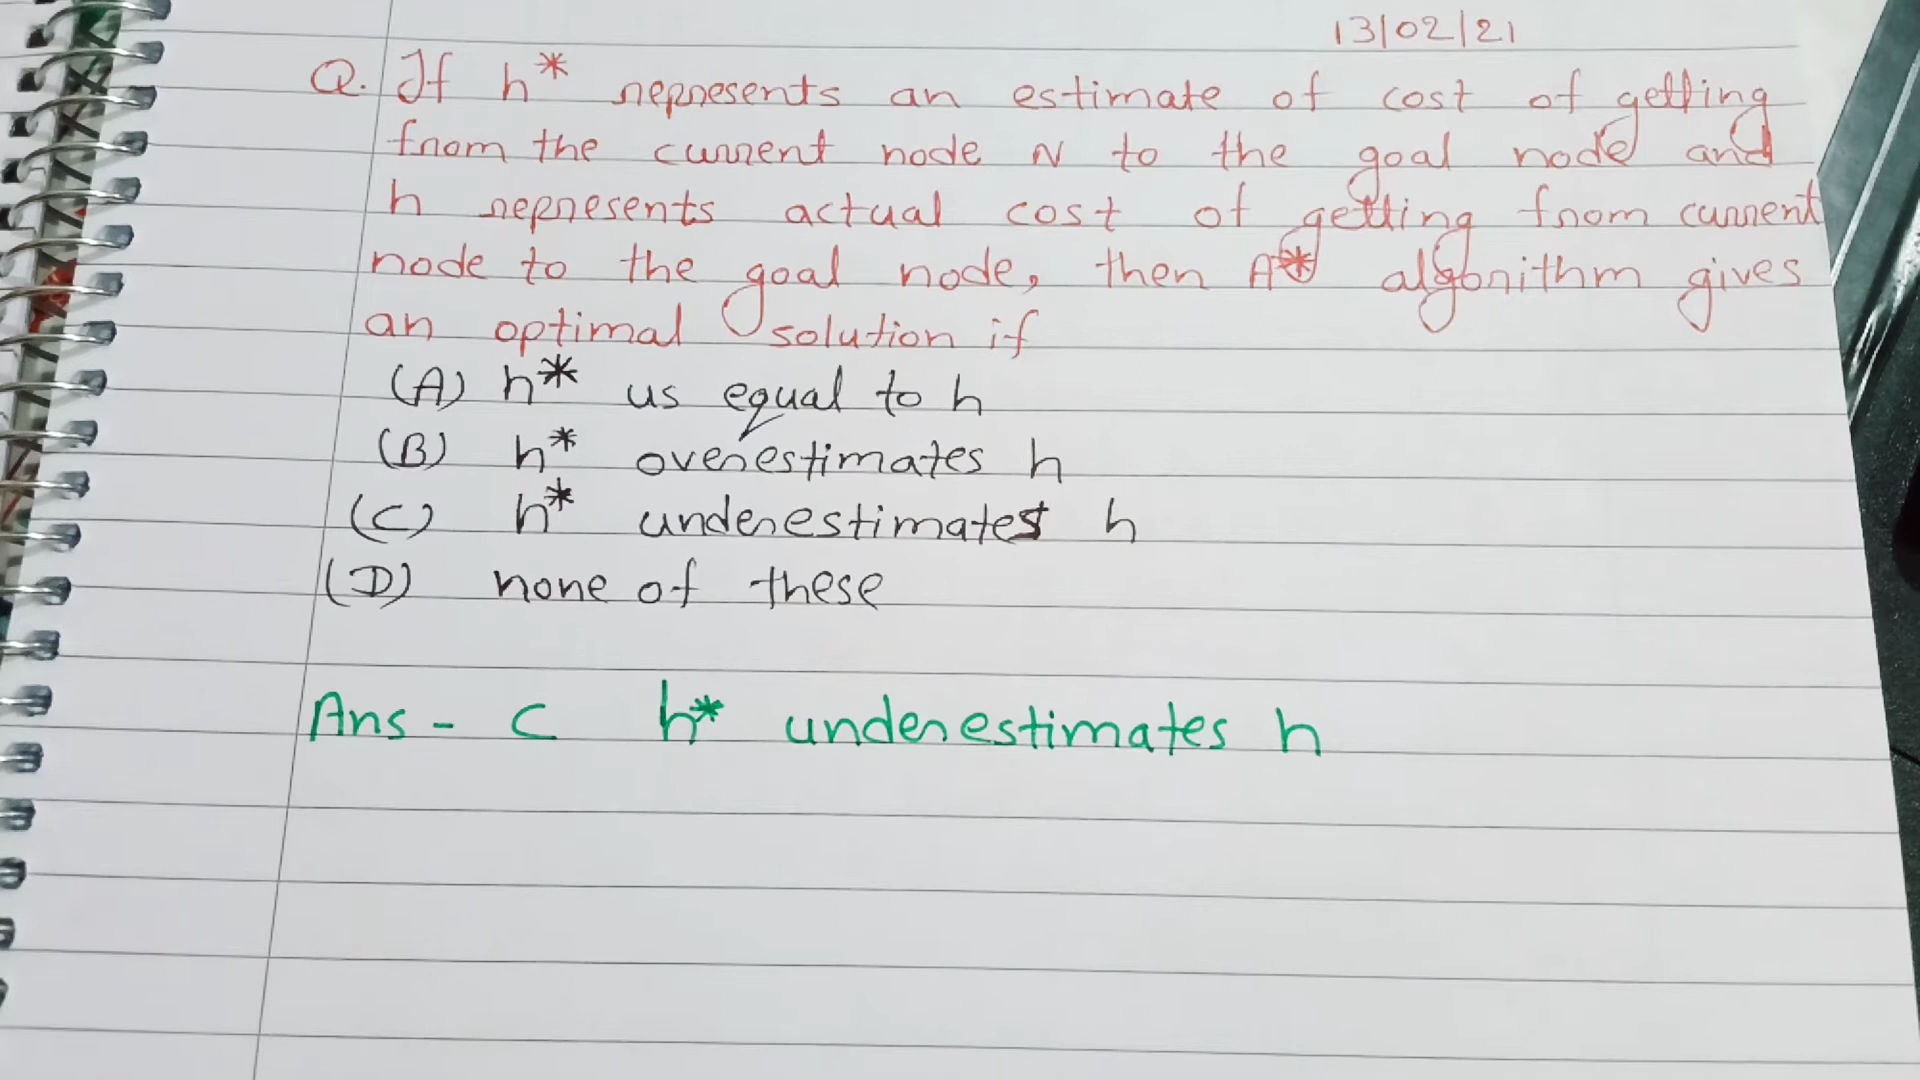 13/02/21
Q. If h* represents an estimate of cost of getting
from the current node N to the goal node and
h represents actual cost of getting from current
node to the goal node, then A* algorithm gives
an optimal solution if
(A) h* us equal to h
(B) h* overestimates h
(C) h* underestimates h
(D) none of these
Ans - C h* underestimates h